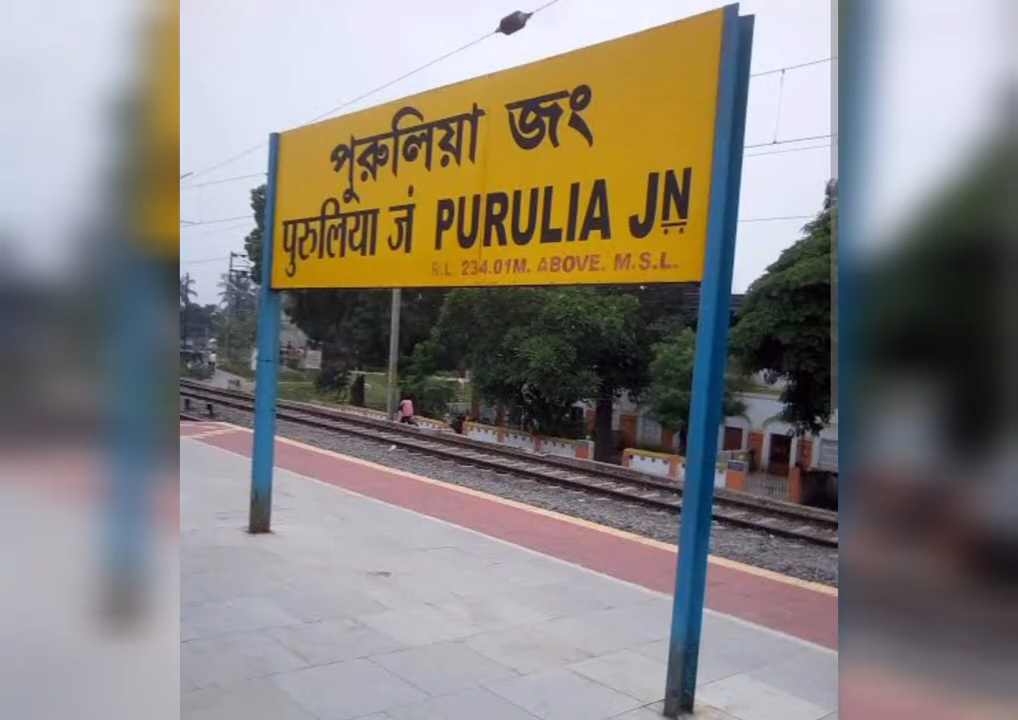 পুরুলিয়া জং
पुरुलिया जं PURULIA JN
R.L. 234.01M. ABOVE. M.S.L.